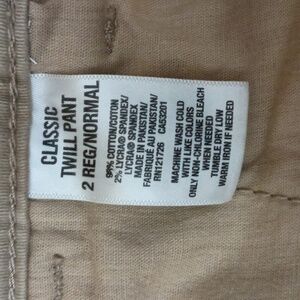 CLASSIC
TWILL PANT
2 REG/NORMAL
98% COTTON/COTON
2% LYCRA® SPANDEX/
LYCRA® SPANDEX
MADE IN PAKISTAN/
FABRIQUÉ AU PAKISTAN/
RN121726 CA53201
MACHINE WASH COLD
WITH LIKE COLORS
ONLY NON-CHLORINE BLEACH
WHEN NEEDED
TUMBLE DRY LOW
WARM IRON IF NEEDED